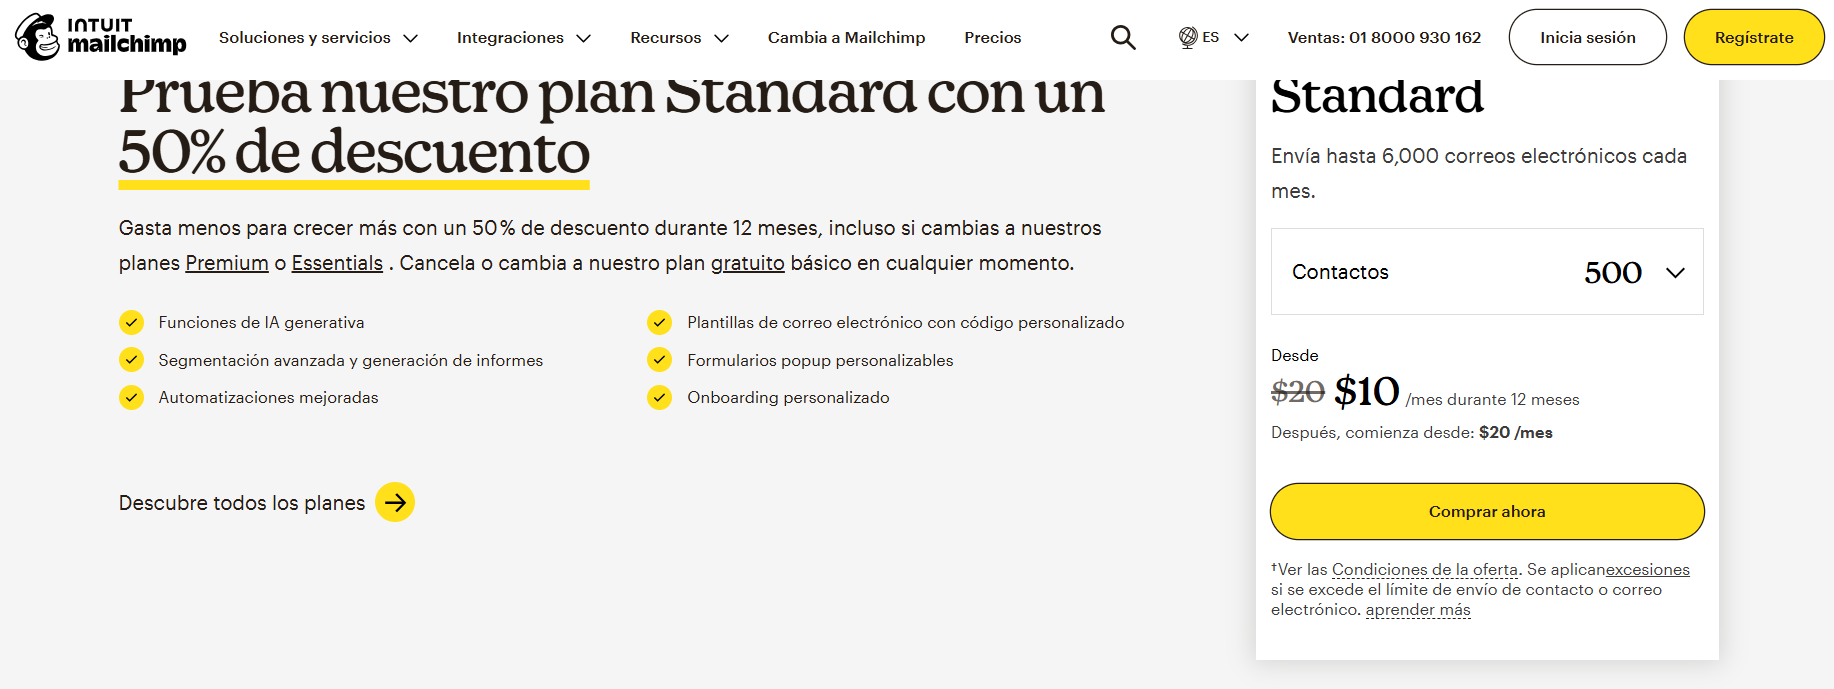 INTUIT
mailchimp
Soluciones y servicios
Integraciones
Recursos
Cambia a Mailchimp
Precios
ES
Ventas: 01 8000 930 162
Inicia sesión
Regístrate
Prueba nuestro plan Standard con un
50% de descuento
Gasta menos para crecer más con un 50% de descuento durante 12 meses, incluso si cambias a nuestros
planes Premium o Essentials . Cancela o cambia a nuestro plan gratuito básico en cualquier momento.
Funciones de IA generativa
Segmentación avanzada y generación de informes
Automatizaciones mejoradas
Plantillas de correo electrónico con código personalizado
Formularios popup personalizables
Onboarding personalizado
Descubre todos los planes
Standard
Envía hasta 6,000 correos electrónicos cada
mes.
Contactos 500
Desde
$20 $10 /mes durante 12 meses
Después, comienza desde: $20 /mes
Comprar ahora
†Ver las Condiciones de la oferta. Se aplicanexcesiones
si se excede el límite de envío de contacto o correo
electrónico. aprender más